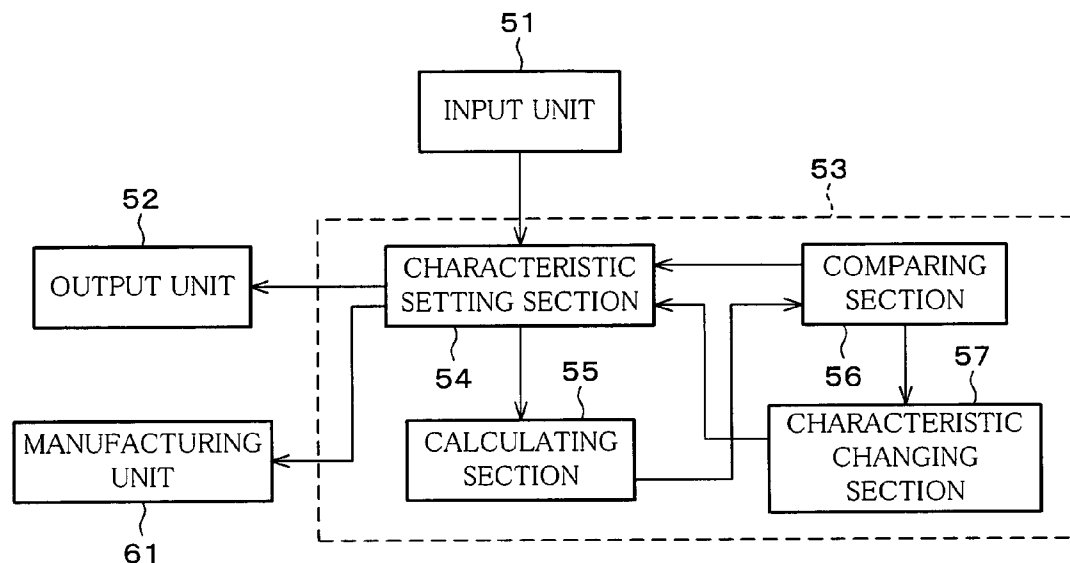 51
INPUT UNIT
53
52
OUTPUT UNIT
CHARACTERISTIC
SETTING SECTION
COMPARING
SECTION
54
55
56
57
MANUFACTURING
UNIT
CALCULATING
SECTION
CHARACTERISTIC
CHANGING
SECTION
61